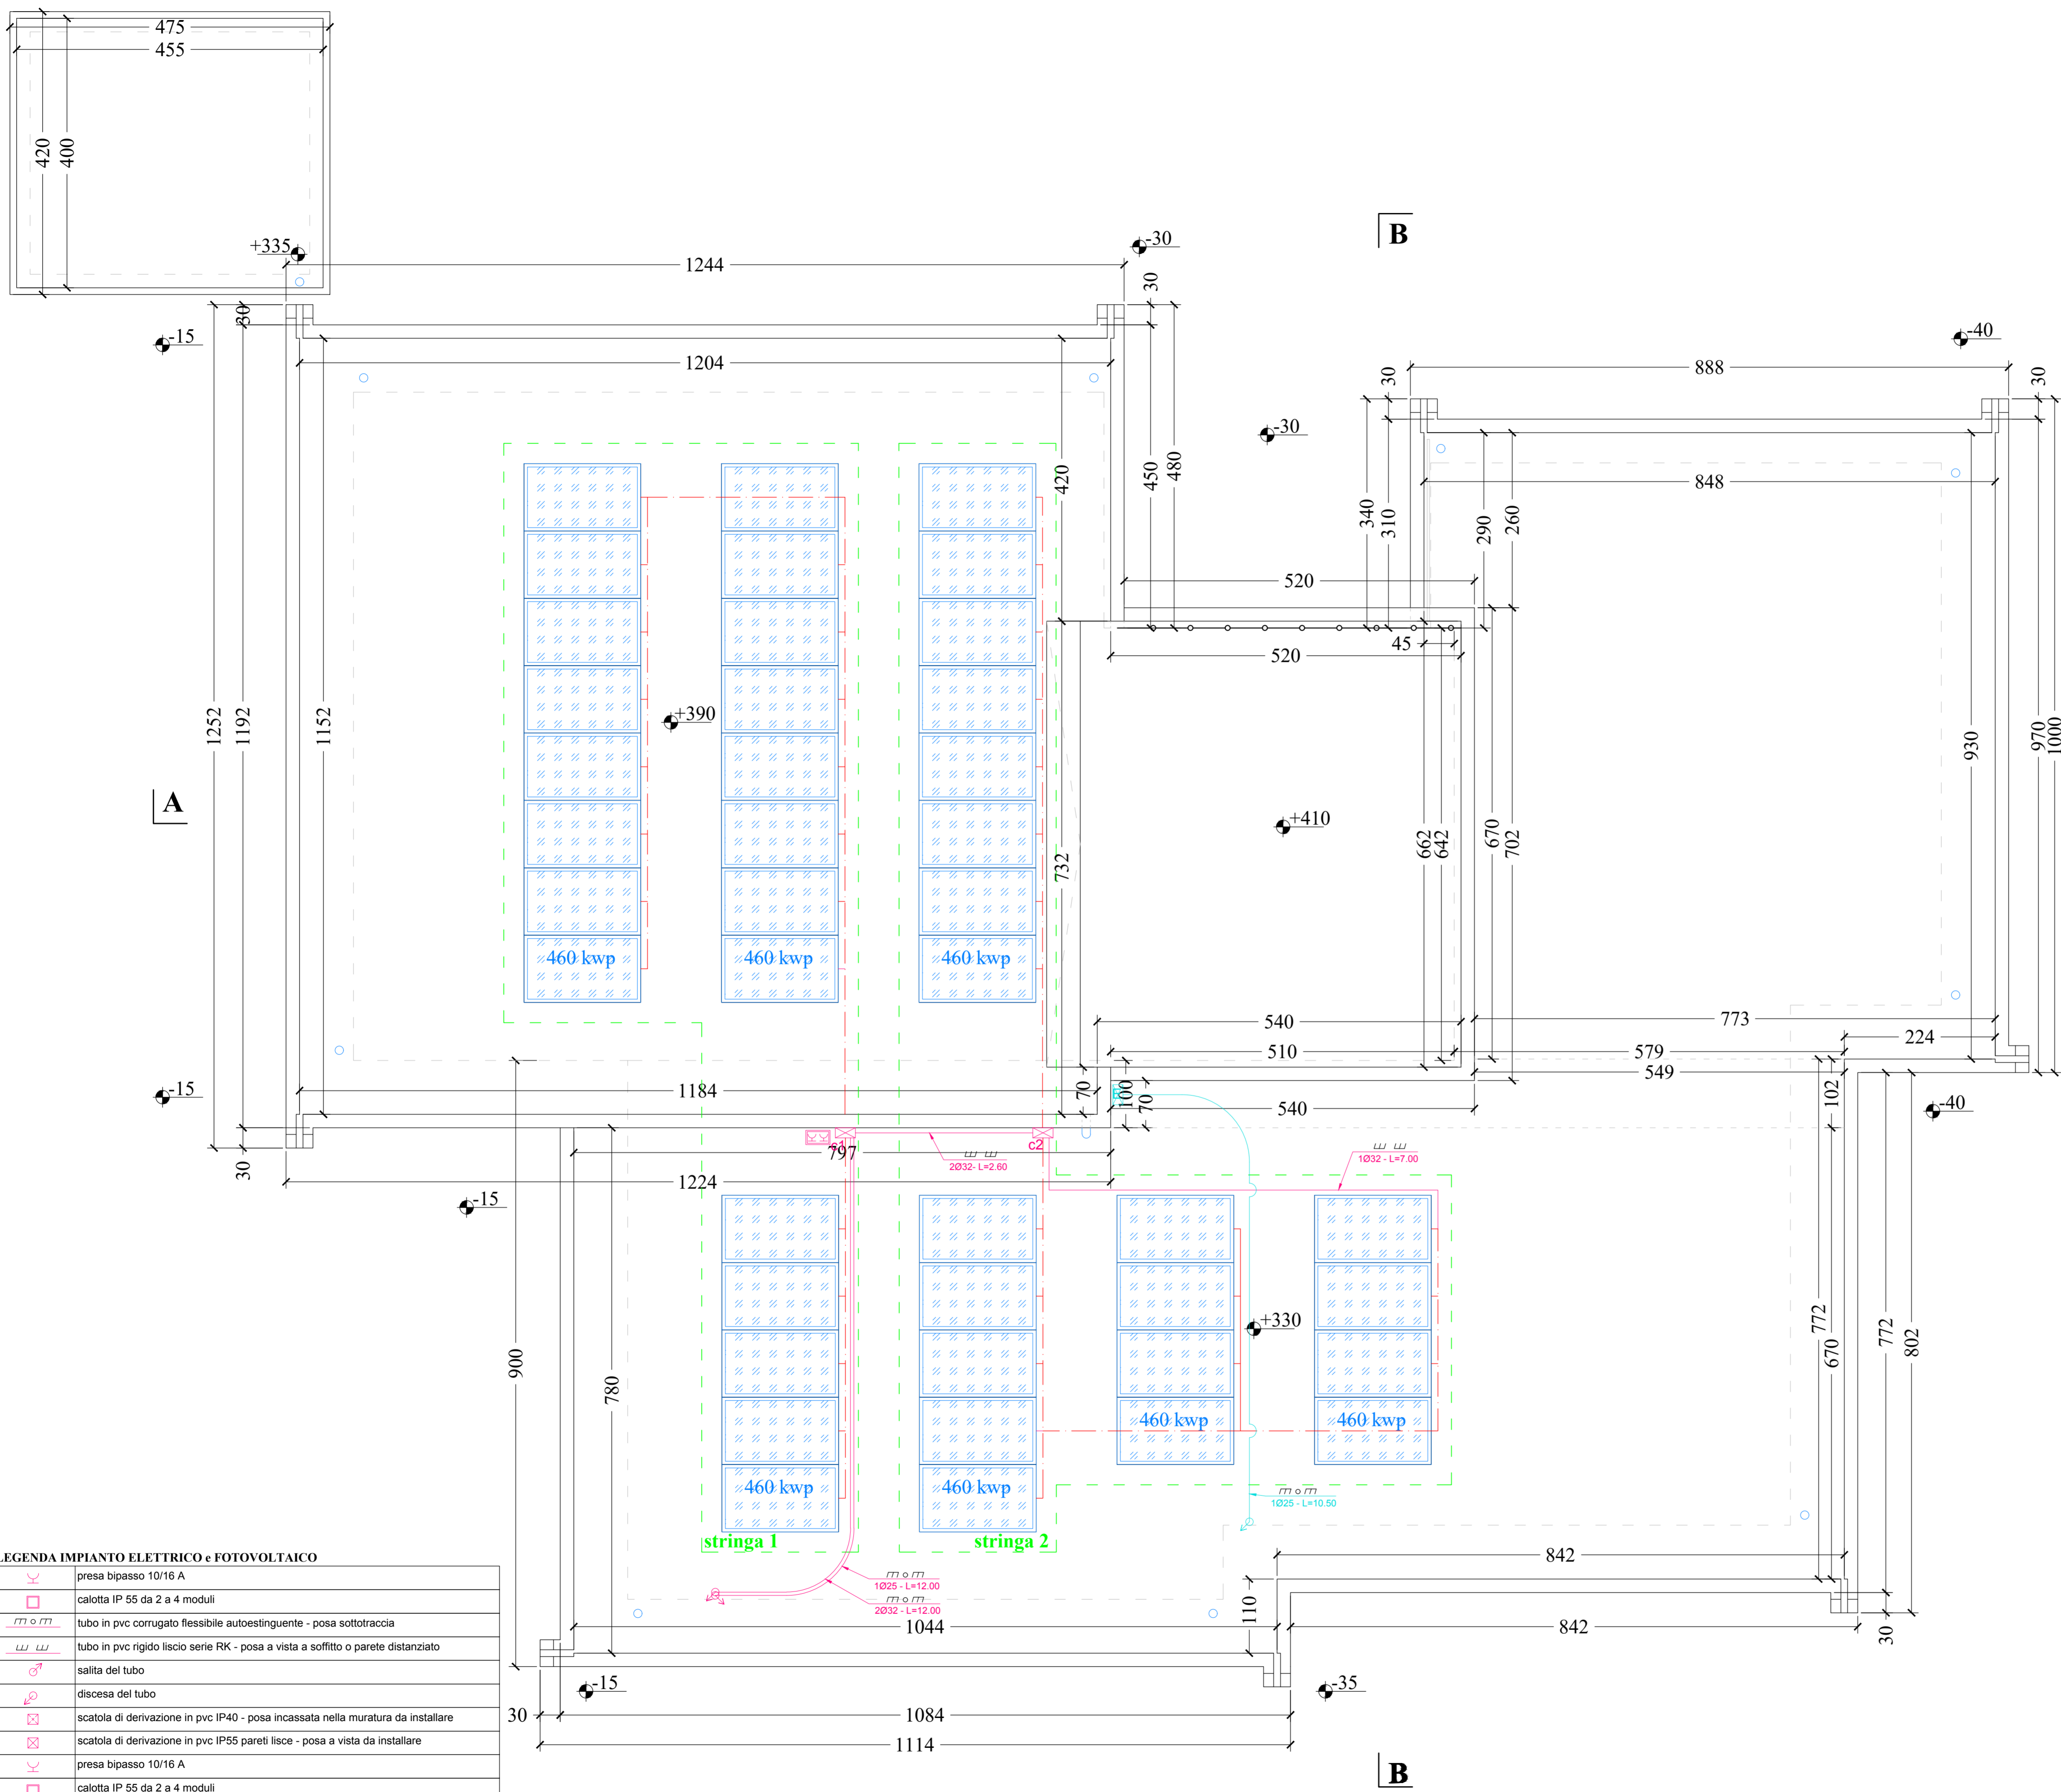 475
455
420
400
+335
-30
B
1244
30
30
-15
-40
1204
888
30
30
-30
420
450
480
848
340
310
290
260
520
45
520
+390
1252
1192
1152
930
970
1000
A
+410
662
642
670
702
732
460 kwp
460 kwp
460 kwp
540
773
224
510
579
549
-15
1184
70
100
70
540
102
-40
c1
c2
797
2Ø32- L=2.60
1Ø32 - L=7.00
30
1224
-15
+330
900
780
772
670
772
802
460 kwp
460 kwp
460 kwp
460 kwp
1Ø25 - L=10.50
stringa 1
stringa 2
842
1Ø25 - L=12.00
2Ø32 - L=12.00
110
1044
842
30
-15
-35
30
1084
1114
B
LEGENDA IMPIANTO ELETTRICO e FOTOVOLTAICO
presa bipasso 10/16 A
calotta IP 55 da 2 a 4 moduli
tubo in pvc corrugato flessibile autoestinguente - posa sottotraccia
tubo in pvc rigido liscio serie RK - posa a vista a soffitto o parete distanziato
salita del tubo
discesa del tubo
scatola di derivazione in pvc IP40 - posa incassata nella muratura da installare
scatola di derivazione in pvc IP55 pareti lisce - posa a vista da installare
presa bipasso 10/16 A
calotta IP 55 da 2 a 4 moduli